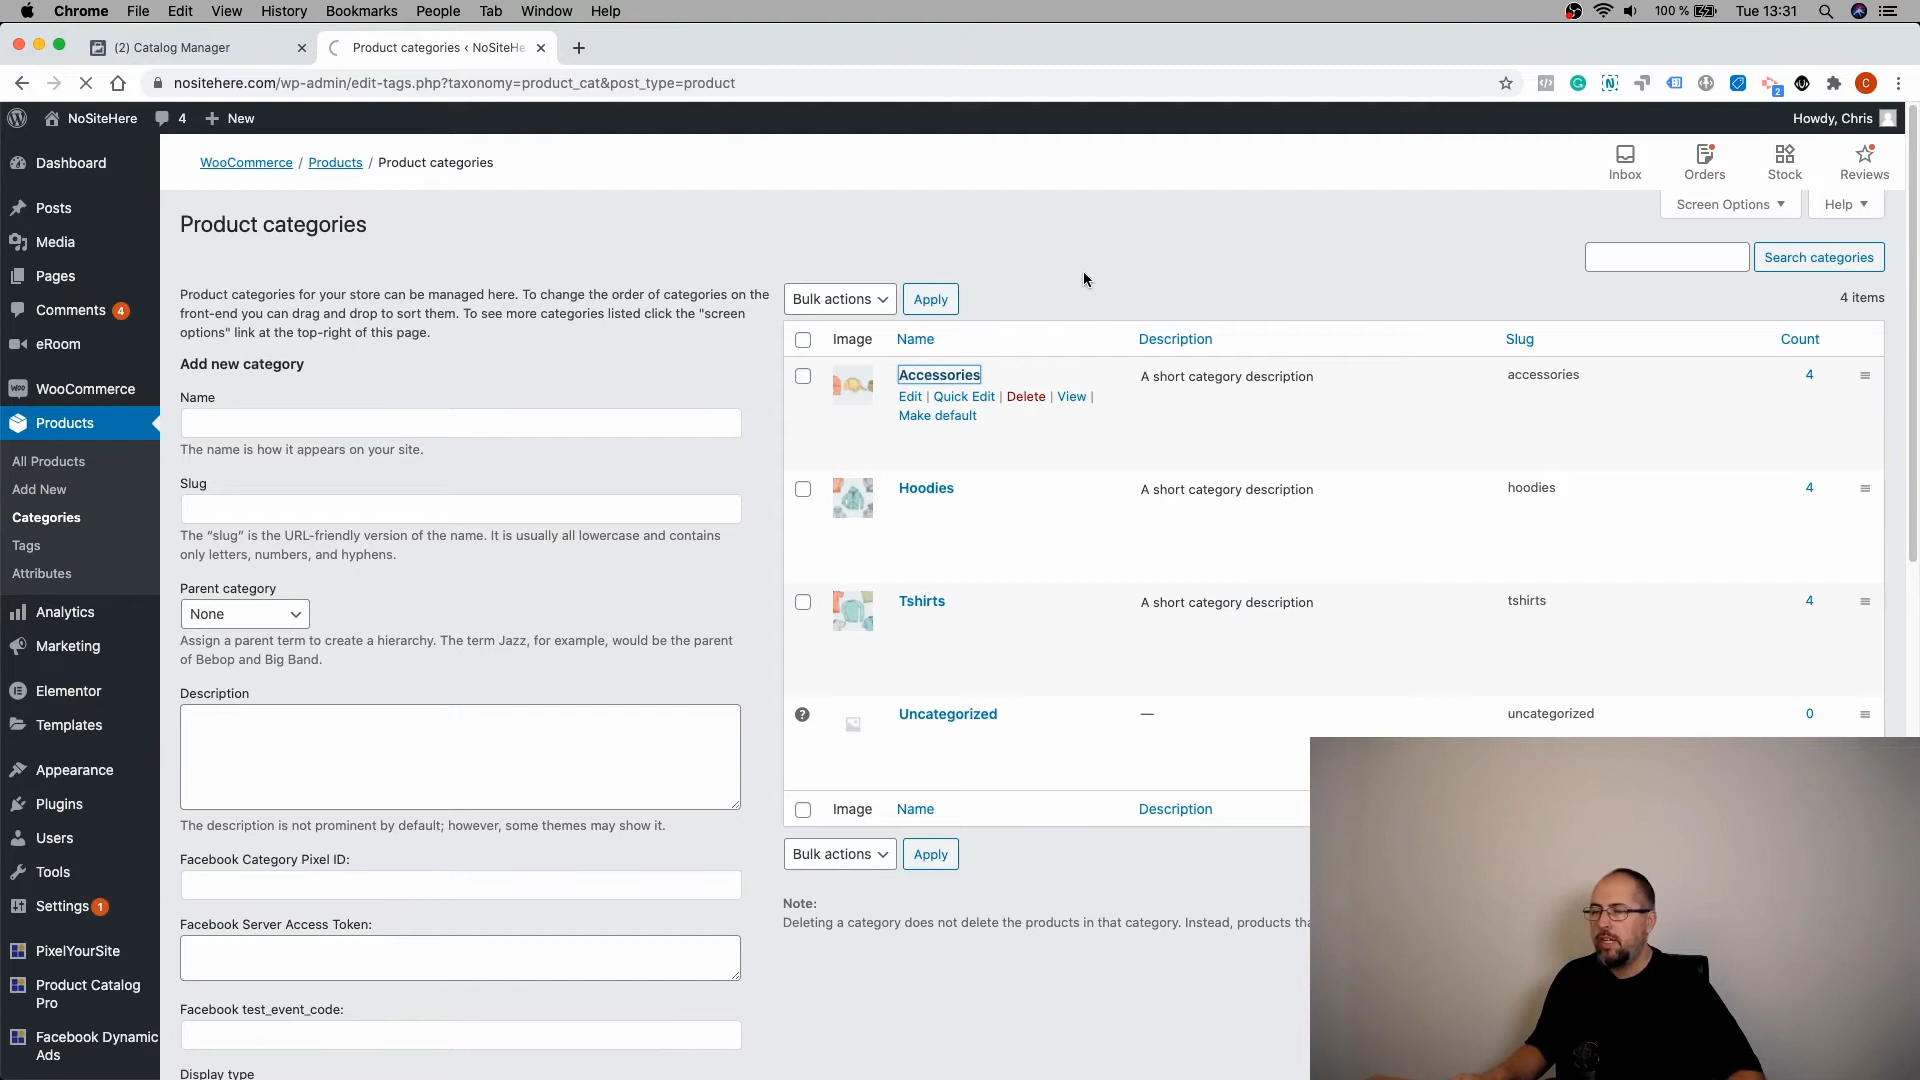 Chrome File Edit View History Bookmarks People Tab Window Help
100 % Tue 13:31
(2) Catalog Manager
Product categories ‹ NoSiteHe
nositehere.com/wp-admin/edit-tags.php?taxonomy=product_cat&post_type=product
2
C
NoSiteHere 4 New
Howdy, Chris
Dashboard
Posts
Media
Pages
Comments 4
eRoom
WooCommerce
Products
All Products
Add New
Categories
Tags
Attributes
Analytics
Marketing
Elementor
Templates
Appearance
Plugins
Users
Tools
Settings 1
PixelYourSite
Product Catalog
Pro
Facebook Dynamic
Ads
WooCommerce / Products / Product categories
Inbox
Orders
Stock
Reviews
Screen Options
Help
Product categories
Search categories
Product categories for your store can be managed here. To change the order of categories on the
front-end you can drag and drop to sort them. To see more categories listed click the "screen
options" link at the top-right of this page.
Add new category
Name
The name is how it appears on your site.
Slug
The “slug” is the URL-friendly version of the name. It is usually all lowercase and contains
only letters, numbers, and hyphens.
Parent category
None
Assign a parent term to create a hierarchy. The term Jazz, for example, would be the parent
of Bebop and Big Band.
Description
The description is not prominent by default; however, some themes may show it.
Facebook Category Pixel ID:
Facebook Server Access Token:
Facebook test_event_code:
Display type
Bulk actions Apply
4 items
Image Name Description Slug Count
Accessories A short category description accessories 4
Edit | Quick Edit | Delete | View |
Make default
Hoodies A short category description hoodies 4
Tshirts A short category description tshirts 4
? Uncategorized — uncategorized 0
Image Name Description
Bulk actions Apply
Note:
Deleting a category does not delete the products in that category. Instead, products tha